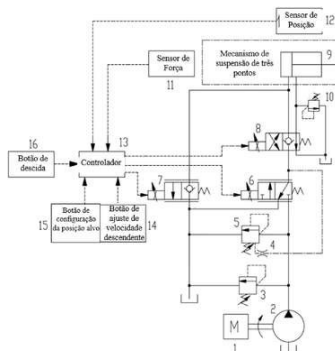 Sensor de
Posição
12
Sensor de
Força
11
Mecanismo de
suspensão de três
pontos
9
10
16
Botão de
descida
13
Controlador
8
7
6
Botão de
configuração
da posição alvo
Botão de
ajuste de
velocidade
descendente
15
14
5
4
3
2
M
1